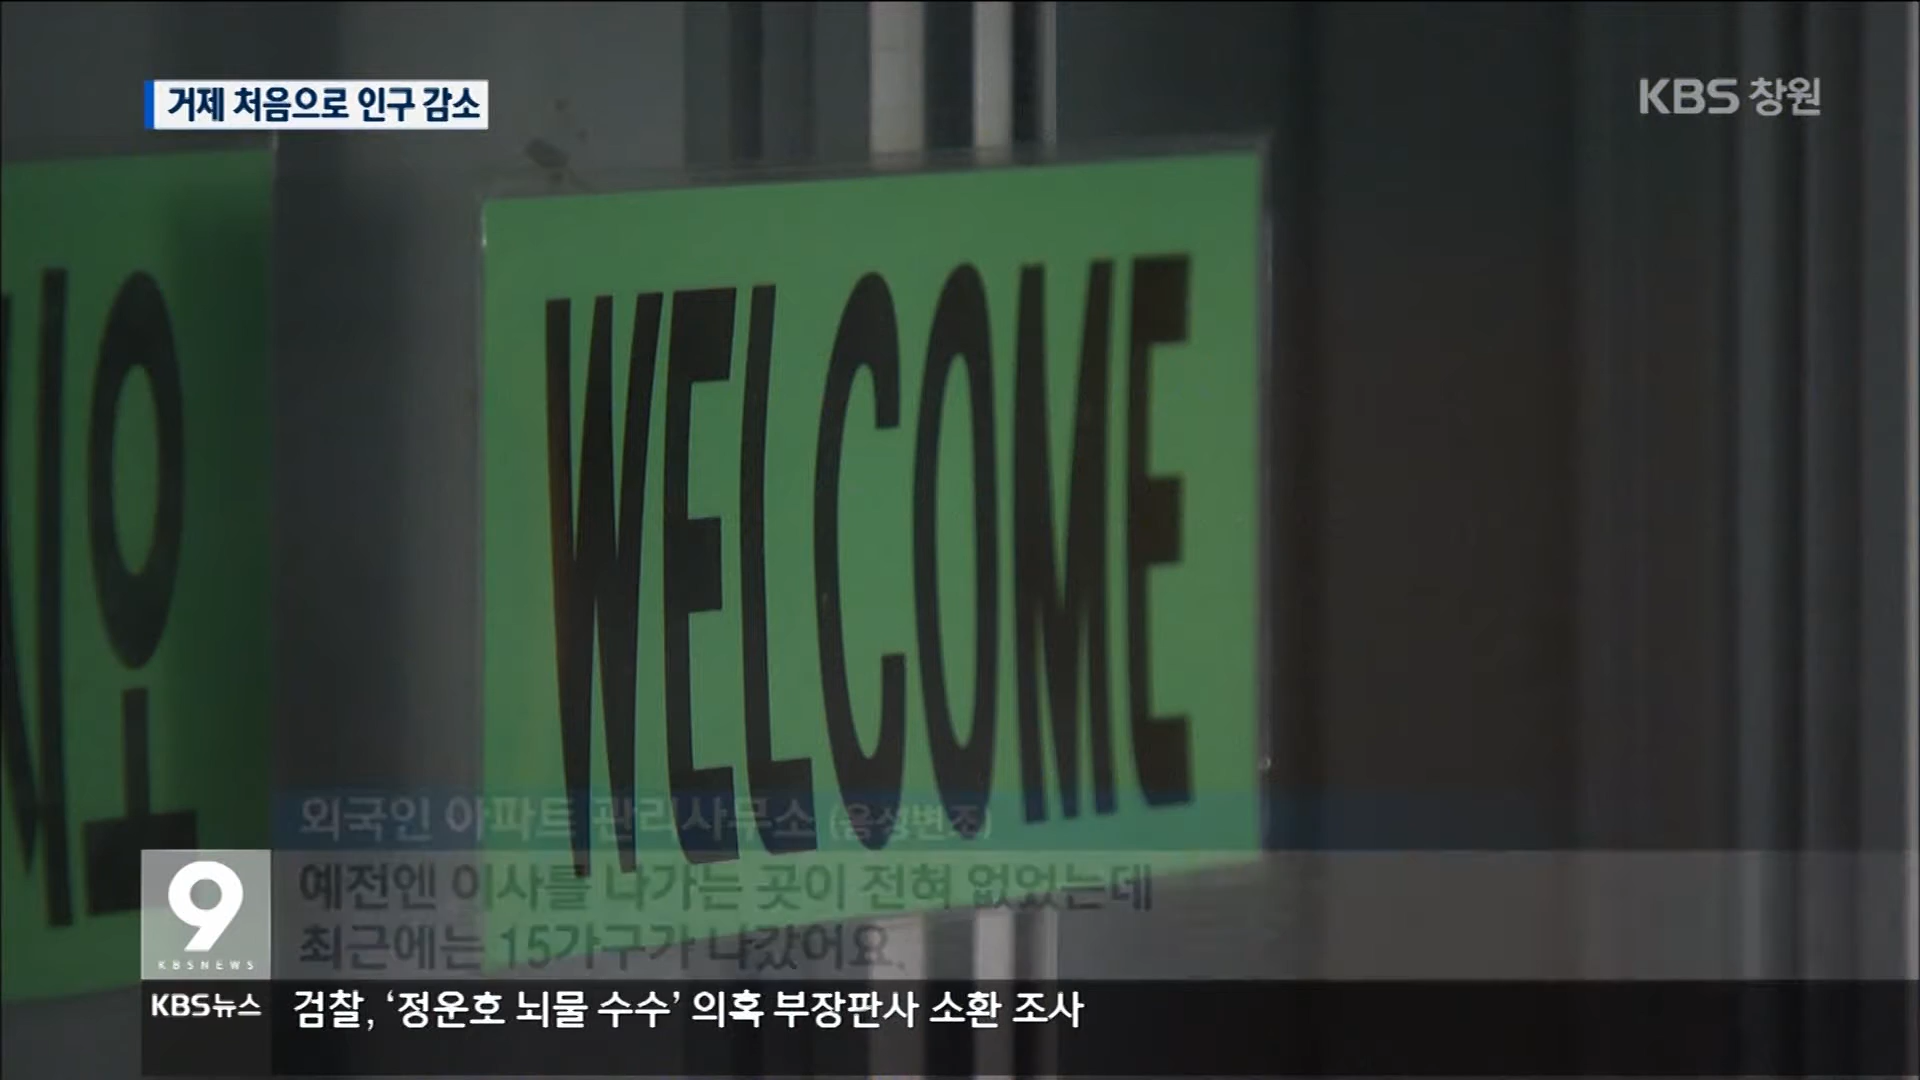 거제 처음으로 인구 감소
KBS 창원
WELCOME
외국인 아파트 관리사무소 (음성변조)
예전엔 이사를 나가는 곳이 전혀 없었는데
최근에는 15가구가 나갔어요.
9
KBSNEWS
KBS뉴스 검찰, ‘정운호 뇌물 수수’ 의혹 부장판사 소환 조사